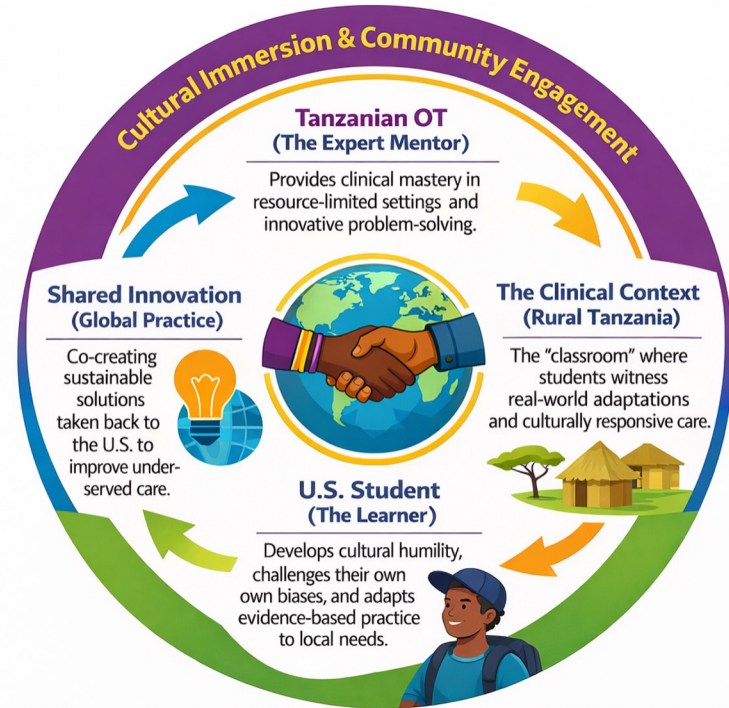 Cultural Immersion & Community Engagement
Tanzanian OT
(The Expert Mentor)
Provides clinical mastery in
resource-limited settings and
innovative problem-solving.
The Clinical Context
(Rural Tanzania)
The "classroom" where
students witness
real-world adaptations
and culturally responsive care.
U.S. Student
(The Learner)
Develops cultural humility,
challenges their own
own biases, and adapts
evidence-based practice
to local needs.
Shared Innovation
(Global Practice)
Co-creating
sustainable
solutions
taken back to
the U.S. to
improve under-
served care.